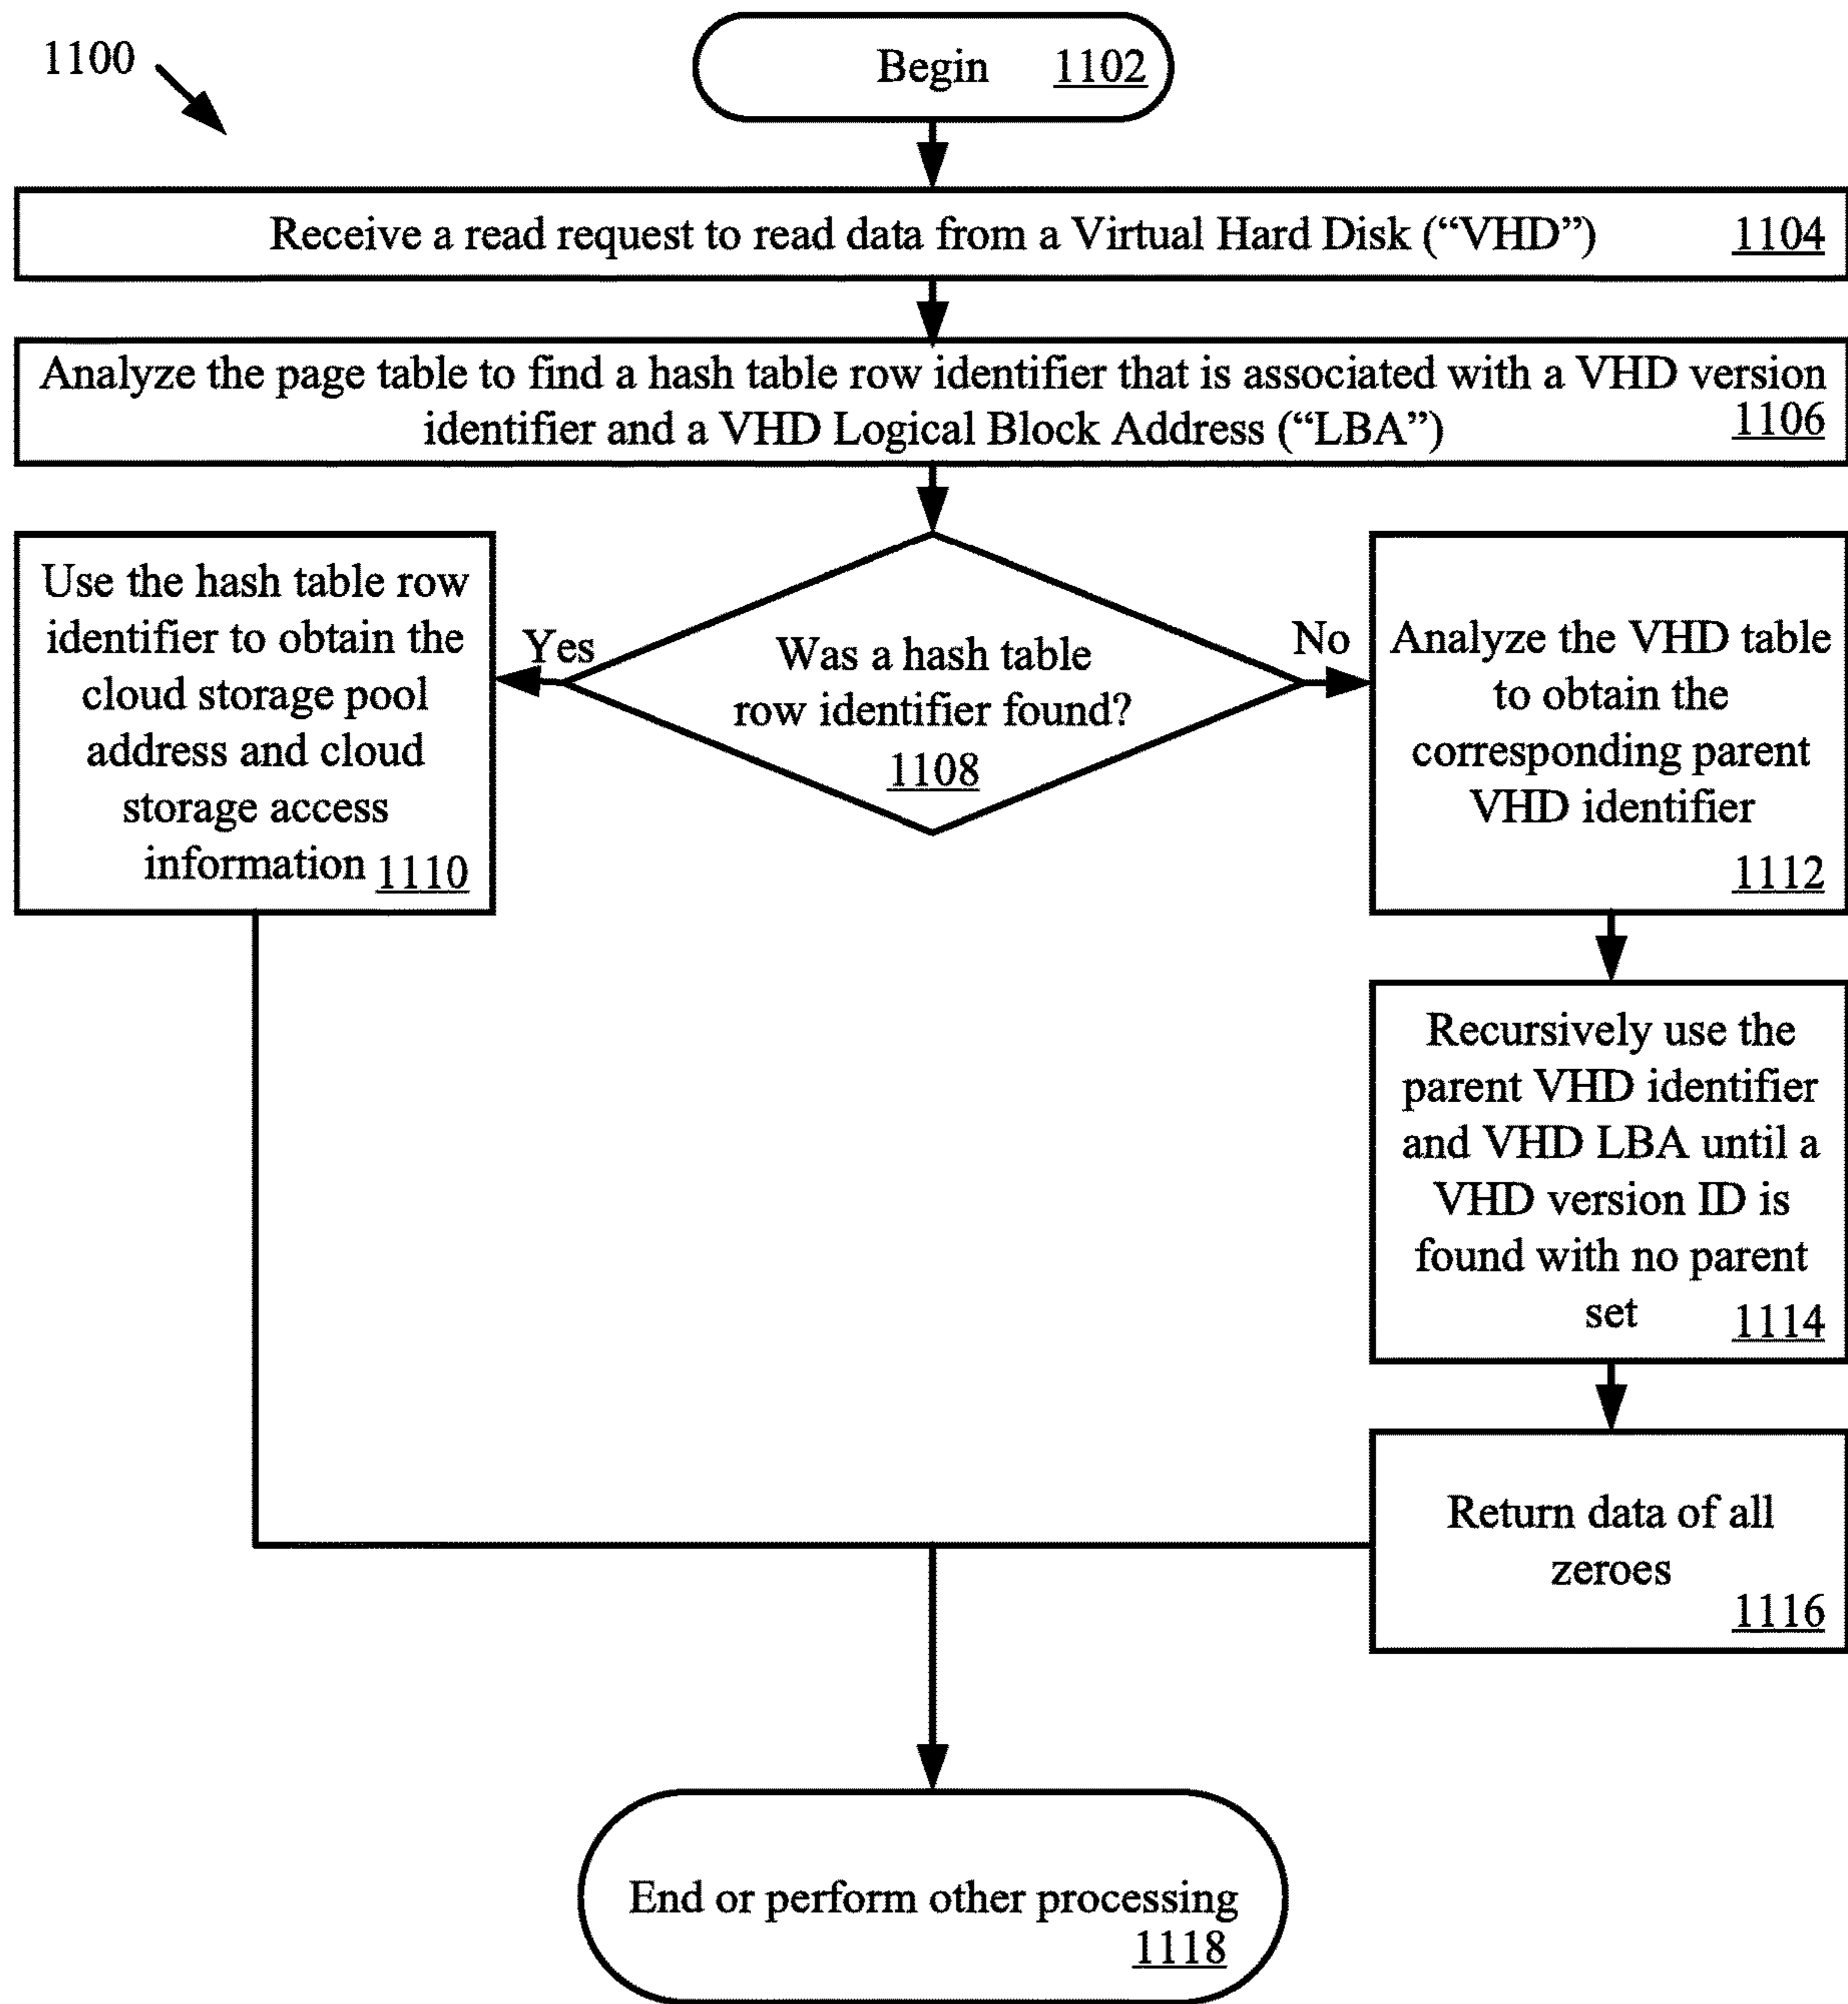 1100
Begin 1102
Receive a read request to read data from a Virtual Hard Disk (“VHD”) 1104
Analyze the page table to find a hash table row identifier that is associated with a VHD version
identifier and a VHD Logical Block Address (“LBA”) 1106
Was a hash table
row identifier found?
1108
Yes
No
Use the hash table row
identifier to obtain the
cloud storage pool
address and cloud
storage access
information 1110
Analyze the VHD table
to obtain the
corresponding parent
VHD identifier
1112
Recursively use the
parent VHD identifier
and VHD LBA until a
VHD version ID is
found with no parent
set 1114
Return data of all
zeroes
1116
End or perform other processing
1118